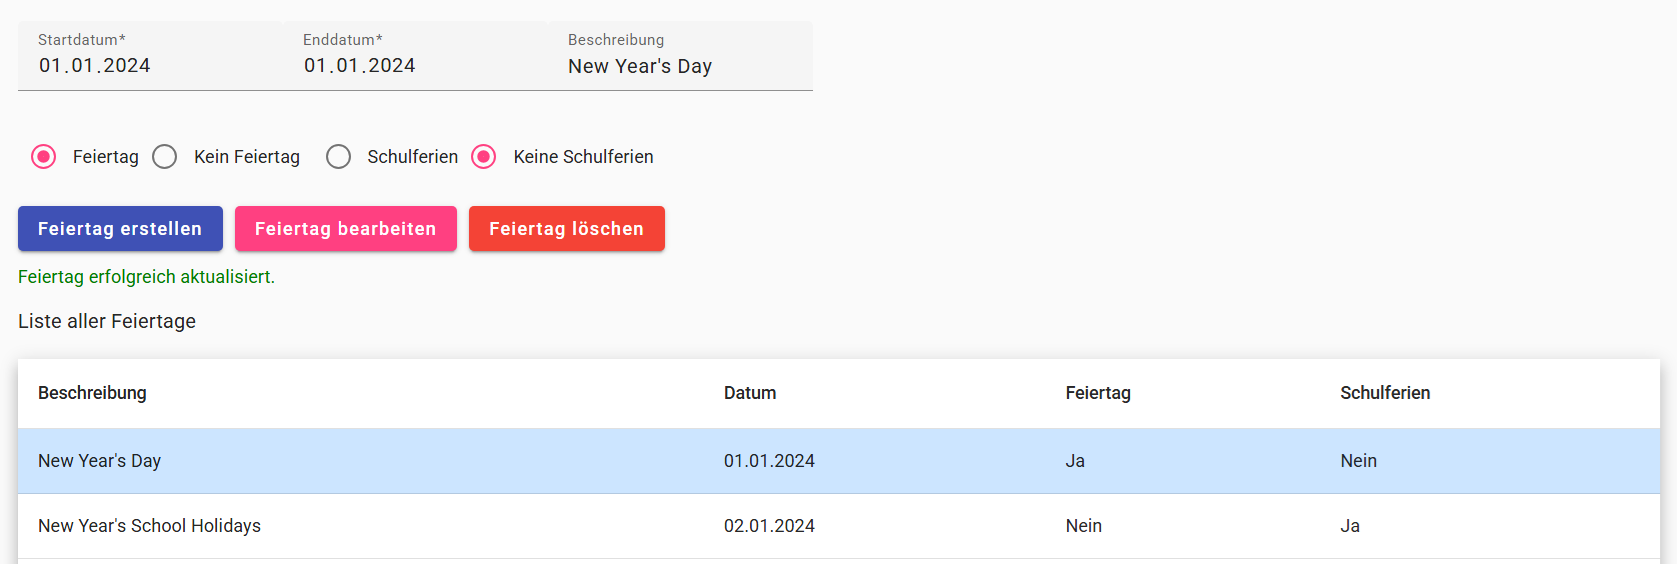 Startdatum* Enddatum* Beschreibung
01.01.2024 01.01.2024 New Year's Day
Feiertag Kein Feiertag Schulferien Keine Schulferien
Feiertag erstellen Feiertag bearbeiten Feiertag löschen
Feiertag erfolgreich aktualisiert.
Liste aller Feiertage
Beschreibung Datum Feiertag Schulferien
New Year's Day 01.01.2024 Ja Nein
New Year's School Holidays 02.01.2024 Nein Ja